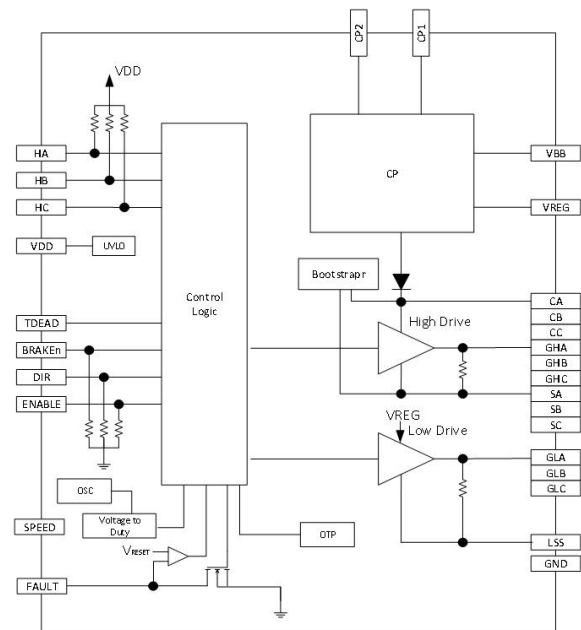 CP2
CP1
VDD
HA
HB
HC
VDD
UVLO
TDEAD
BRAKEn
DIR
ENABLE
Control
Logic
OSC
Voltage to
Duty
SPEED
VRESET
FAULT
OTP
CP
VBB
VREG
Bootstrapr
High Drive
CA
CB
CC
GHA
GHB
GHC
SA
SB
SC
VREG
Low Drive
GLA
GLB
GLC
LSS
GND